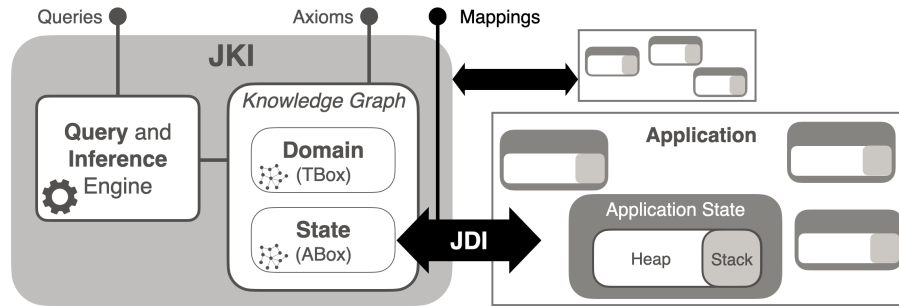 Queries
Axioms
Mappings
JKI
Knowledge Graph
Query and
Inference
Engine
Domain
(TBox)
State
(ABox)
JDI
Application
Application State
Heap
Stack